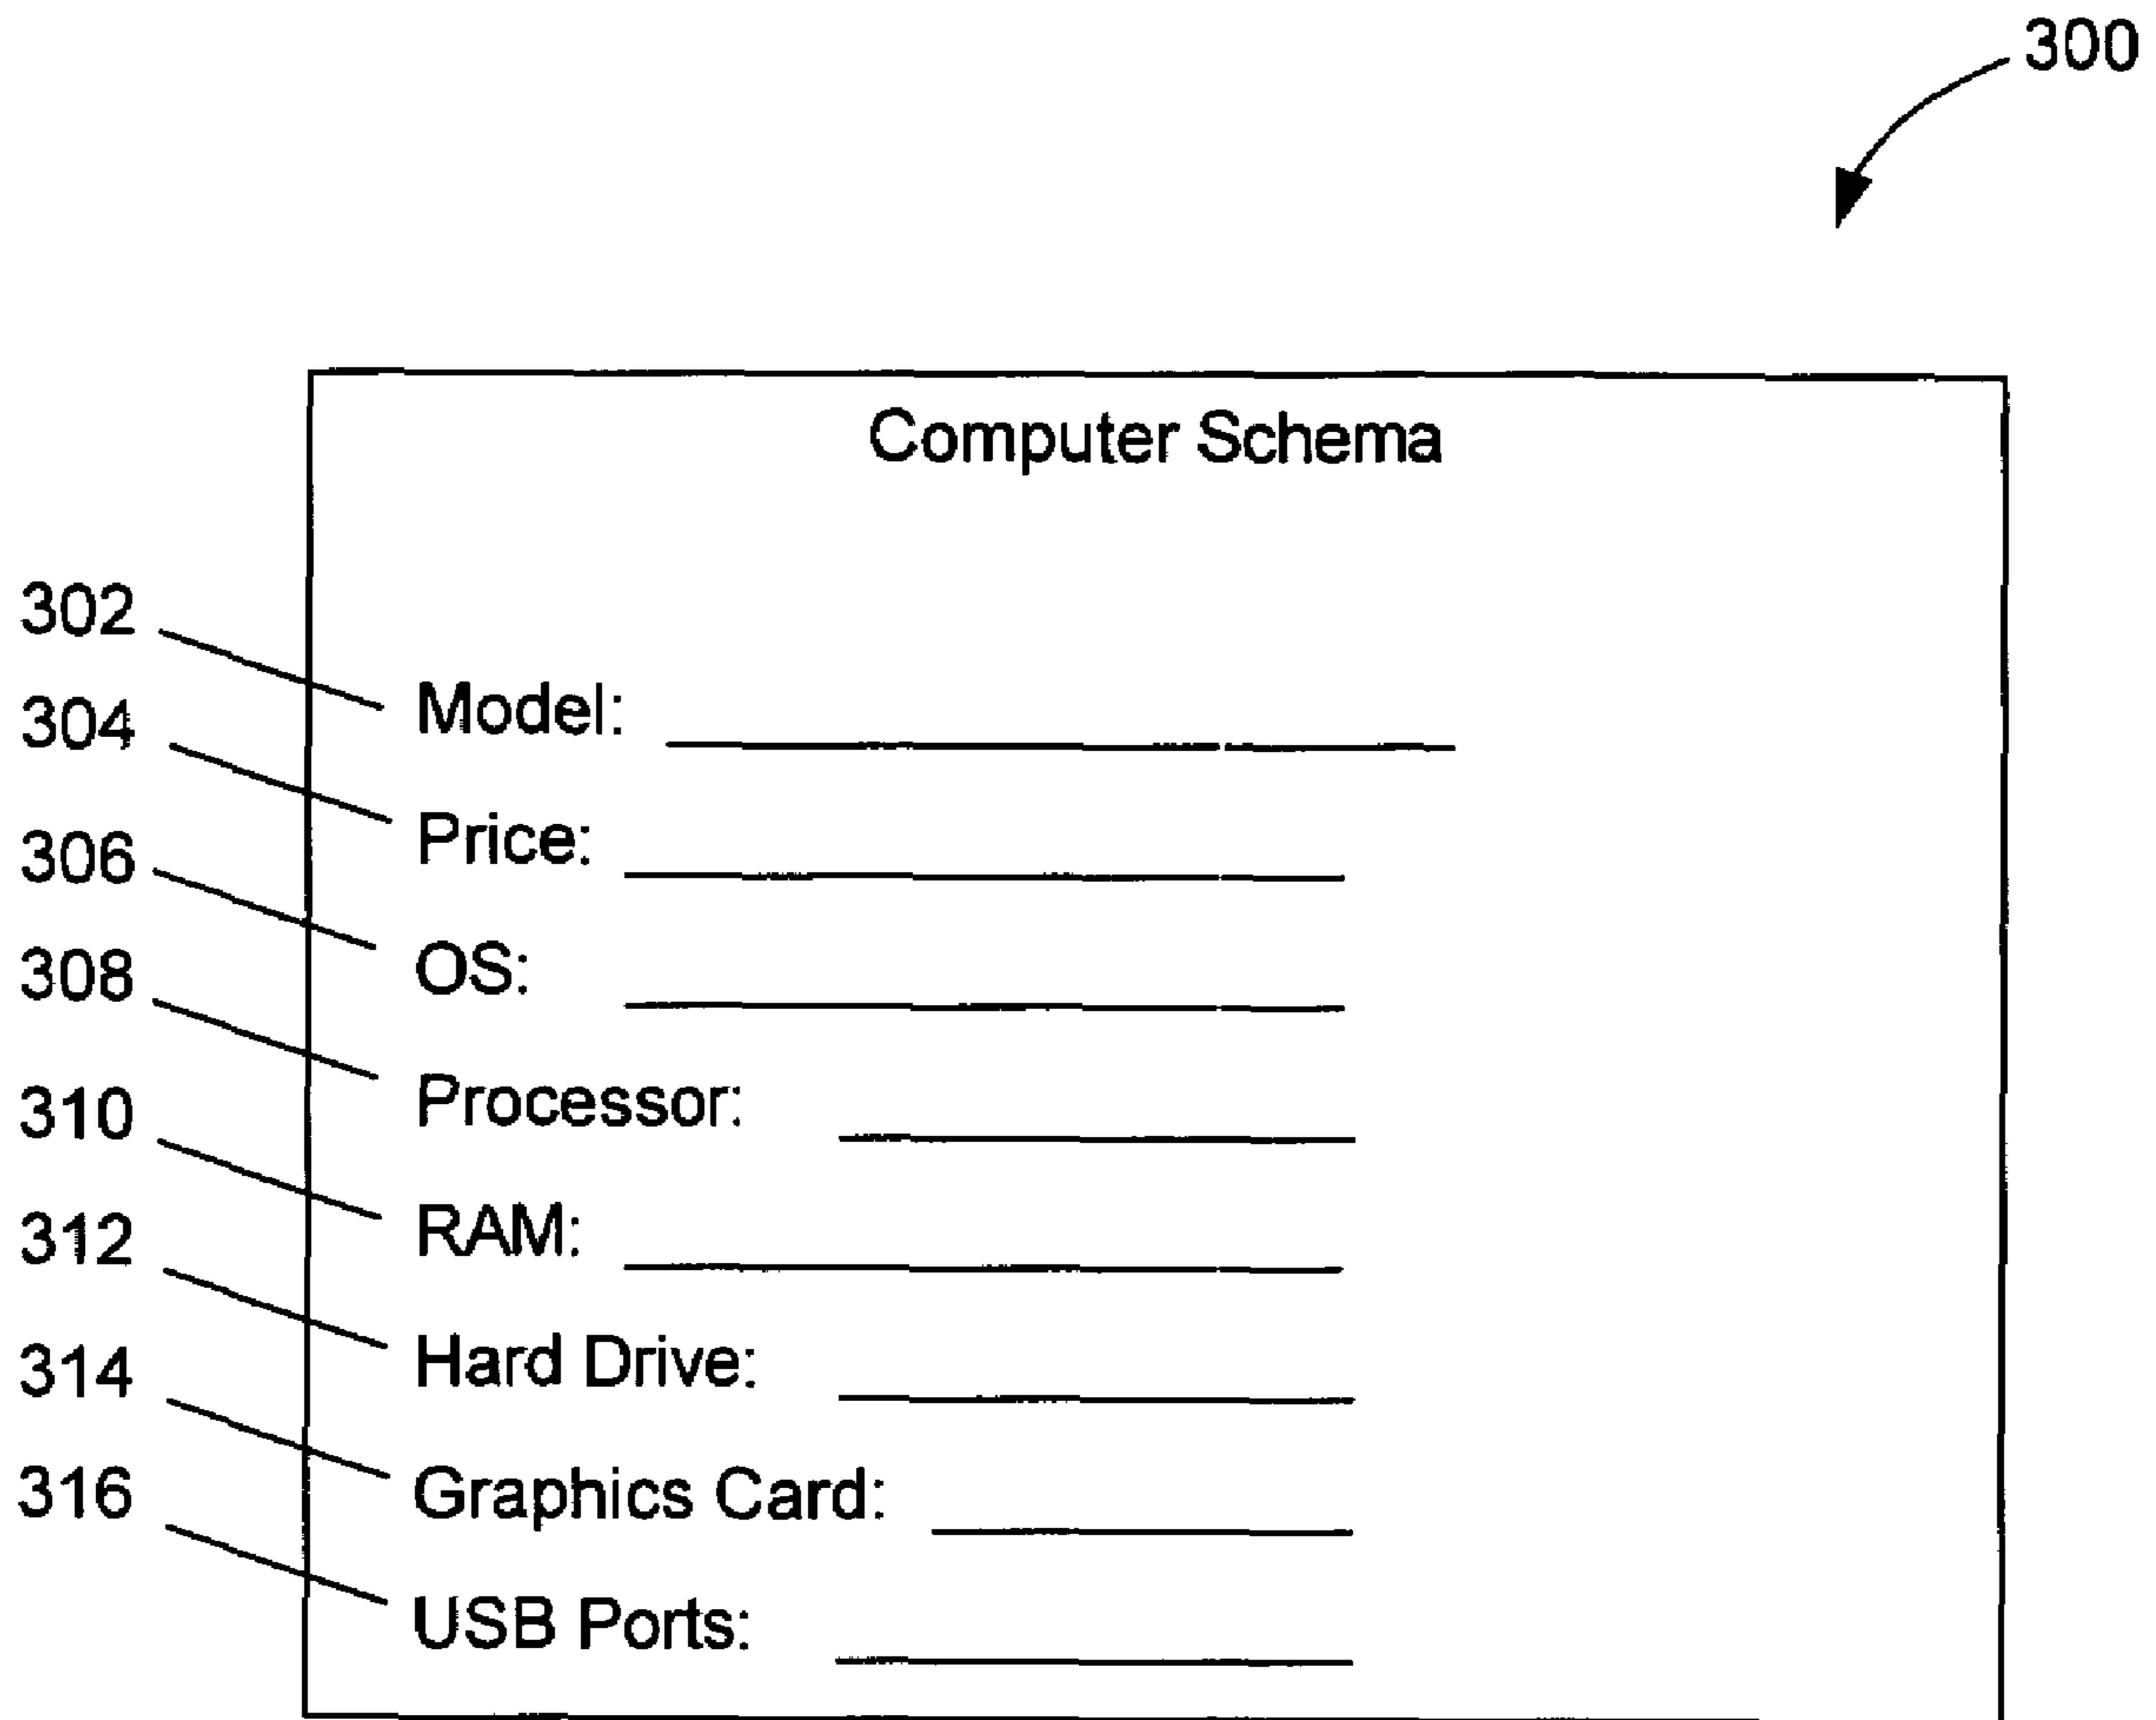 300
Computer Schema
302
Model:
304
Price:
306
OS:
308
Processor:
310
RAM:
312
Hard Drive:
314
Graphics Card:
316
USB Ports: